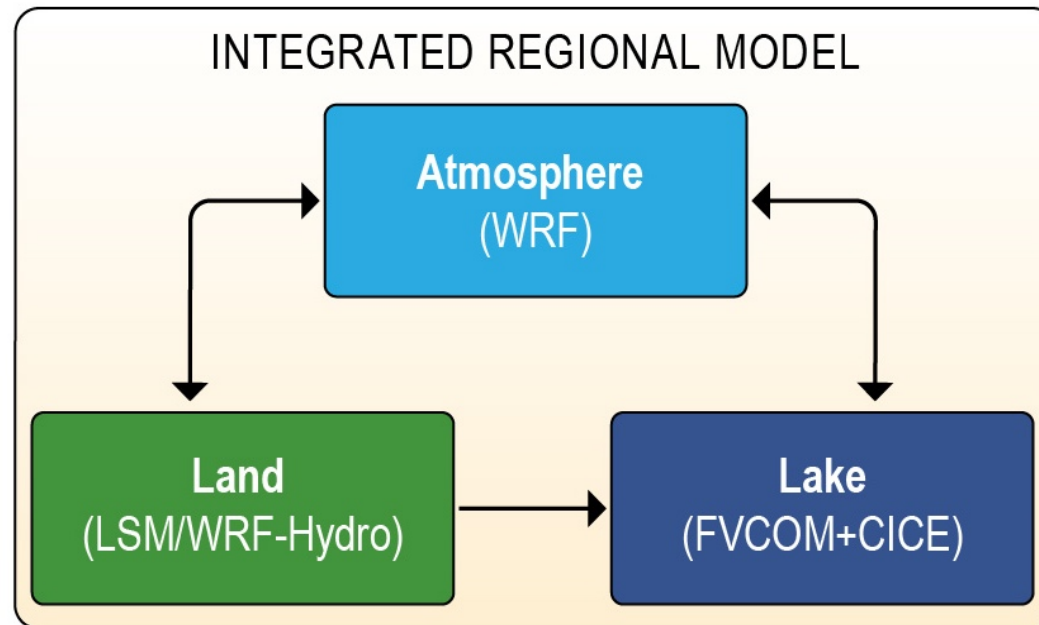 INTEGRATED REGIONAL MODEL
Atmosphere
(WRF)
Land
(LSM/WRF-Hydro)
Lake
(FVCOM+CICE)